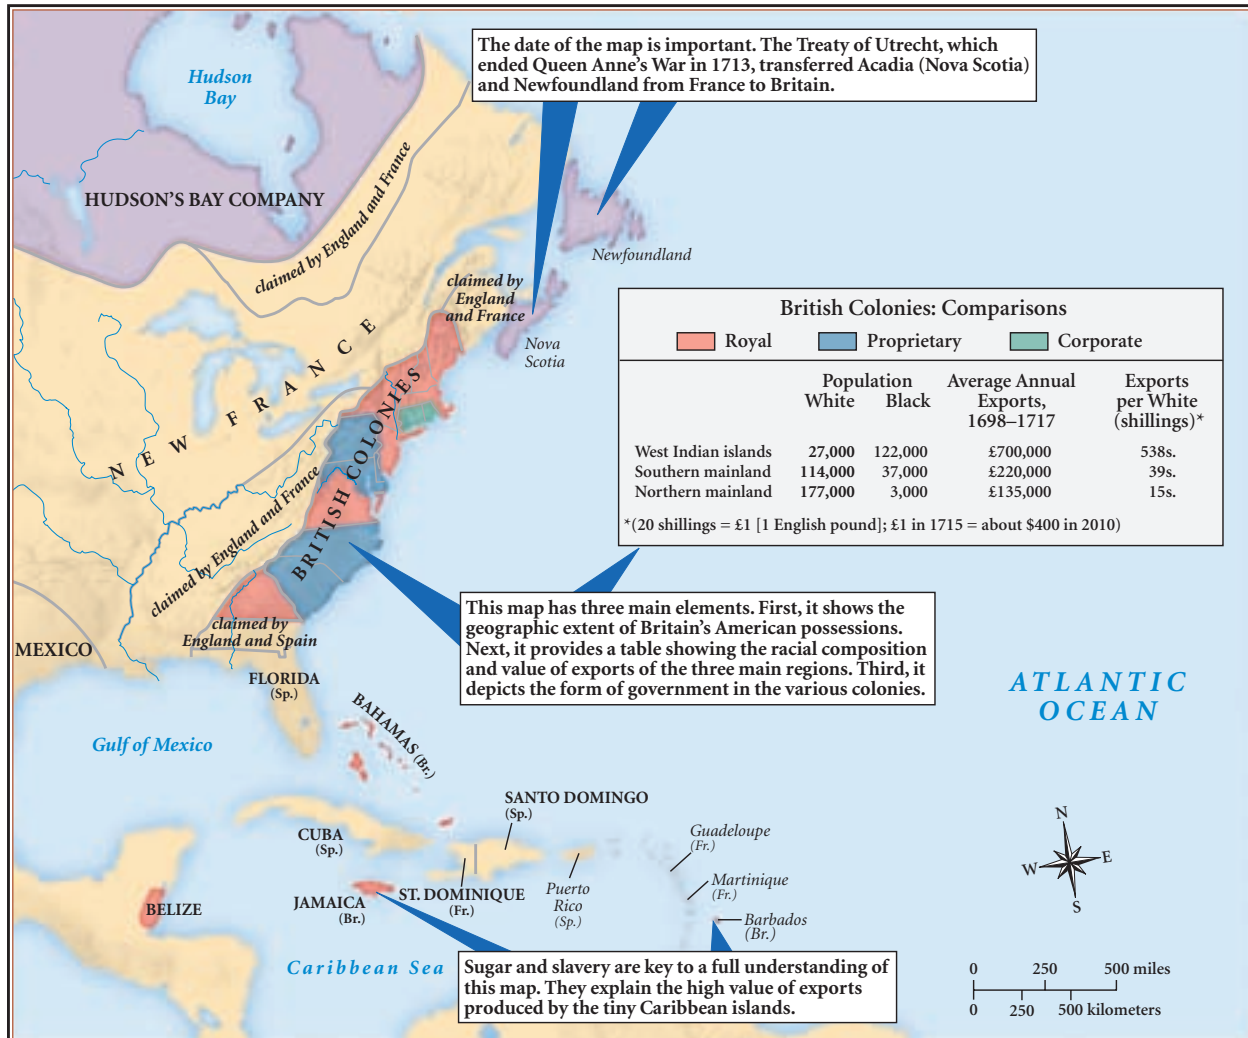 The date of the map is important. The Treaty of Utrecht, which
ended Queen Anne's War in 1713, transferred Acadia (Nova Scotia)
and Newfoundland from France to Britain.
Hudson
Bay
HUDSON'S BAY COMPANY
claimed by England and France
Newfoundland
claimed by
England
and France
Nova
Scotia
NEW FRANCE
BRITISH COLONIES
claimed by England and France
British Colonies: Comparisons
Royal Proprietary Corporate
Population Average Annual Exports
White Black Exports, per White
1698–1717 (shillings)*
West Indian islands 27,000 122,000 £700,000 538s.
Southern mainland 114,000 37,000 £220,000 39s.
Northern mainland 177,000 3,000 £135,000 15s.
*(20 shillings = £1 [1 English pound]; £1 in 1715 = about $400 in 2010)
This map has three main elements. First, it shows the
geographic extent of Britain's American possessions.
Next, it provides a table showing the racial composition
and value of exports of the three main regions. Third, it
depicts the form of government in the various colonies.
claimed by
England and Spain
MEXICO
FLORIDA
(Sp.)
ATLANTIC
OCEAN
Gulf of Mexico
BAHAMAS (Br.)
SANTO DOMINGO
(Sp.)
CUBA
(Sp.)
Guadeloupe
(Fr.)
Martinique
(Fr.)
Puerto
Rico
(Sp.)
ST. DOMINIQUE
(Fr.)
JAMAICA
(Br.)
BELIZE
Barbados
(Br.)
Caribbean Sea
Sugar and slavery are key to a full understanding of
this map. They explain the high value of exports
produced by the tiny Caribbean islands.
N
W E
S
0 250 500 miles
0 250 500 kilometers